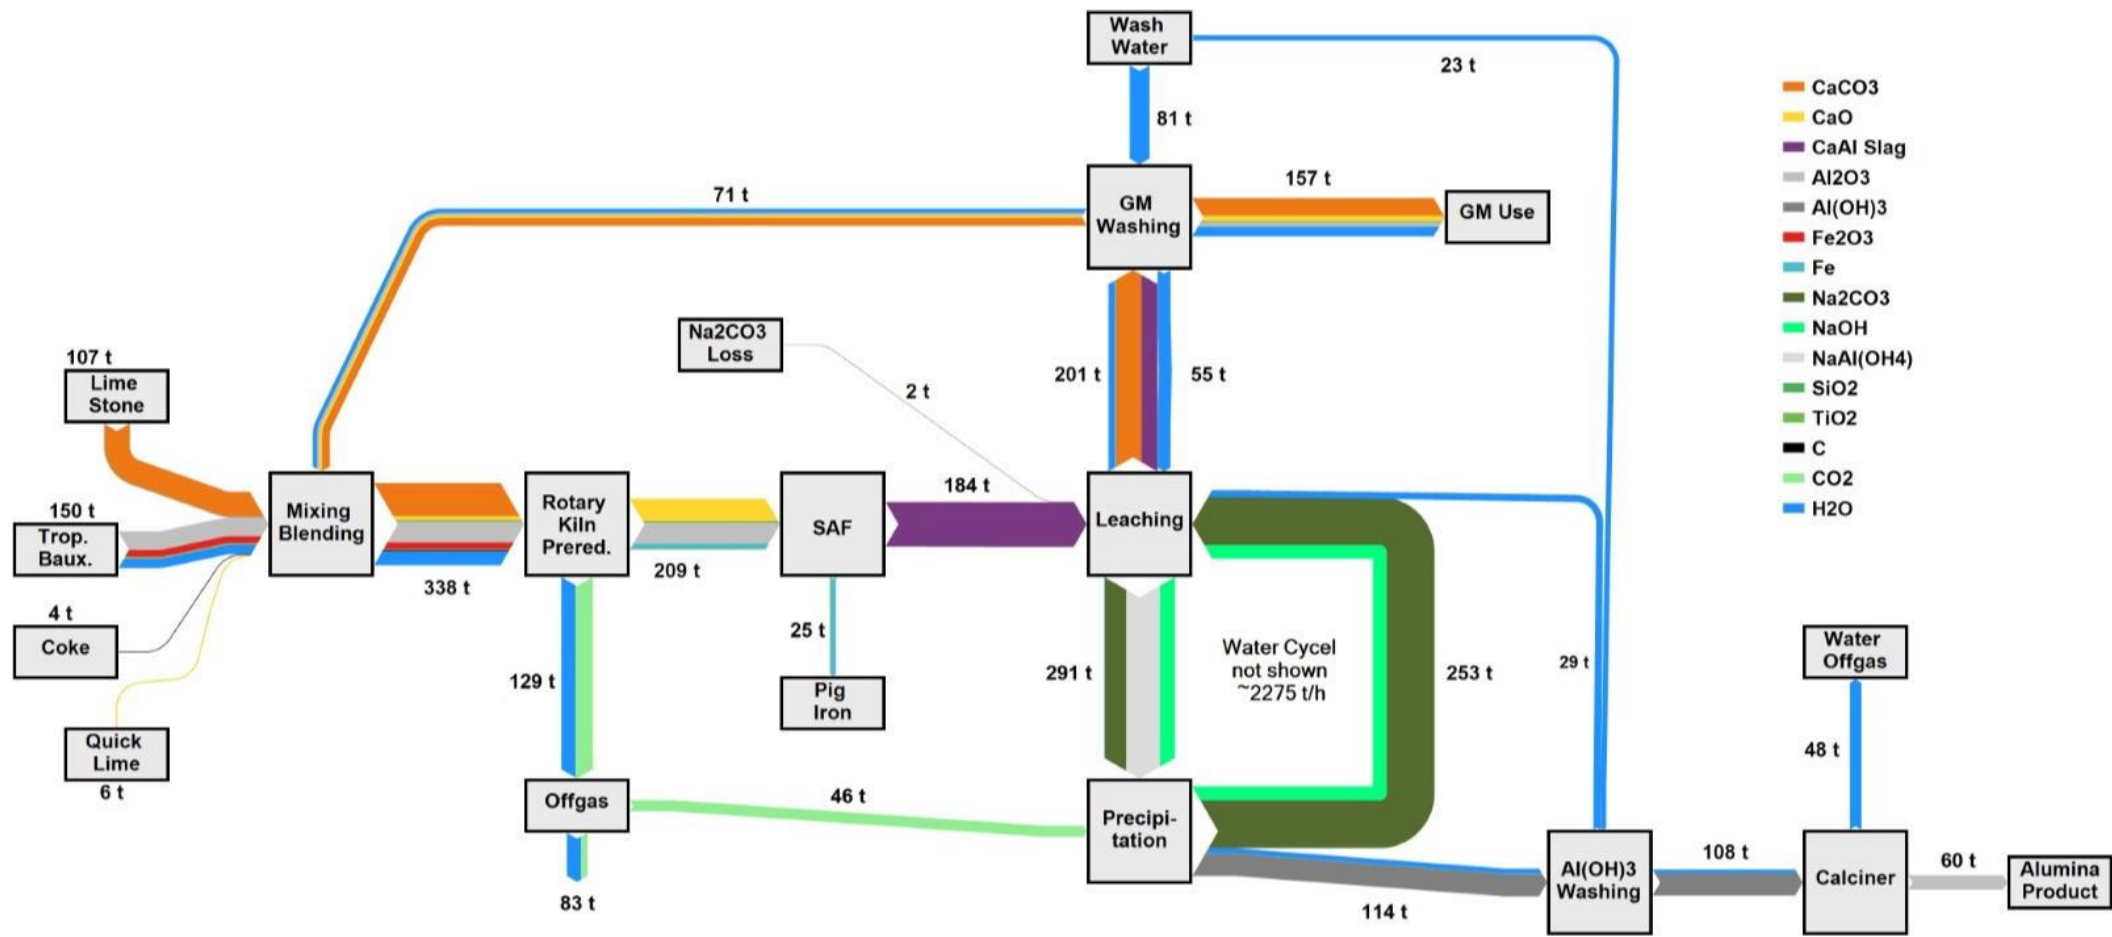 Wash
Water
23 t
81 t
CaCO3
CaO
CaAl Slag
Al2O3
Al(OH)3
Fe2O3
Fe
Na2CO3
NaOH
NaAl(OH4)
SiO2
TiO2
C
CO2
H2O
71 t
GM
Washing
157 t
GM Use
Na2CO3
Loss
2 t
201 t
55 t
107 t
Lime
Stone
150 t
Trop.
Baux.
4 t
Coke
Quick
Lime
6 t
Mixing
Blending
338 t
Rotary
Kiln
Prered.
209 t
SAF
184 t
Leaching
129 t
25 t
Pig
Iron
291 t
Water Cycel
not shown
~2275 t/h
253 t
29 t
Offgas
83 t
46 t
Precipi-
tation
114 t
Al(OH)3
Washing
108 t
Water
Offgas
48 t
Calciner
60 t
Alumina
Product